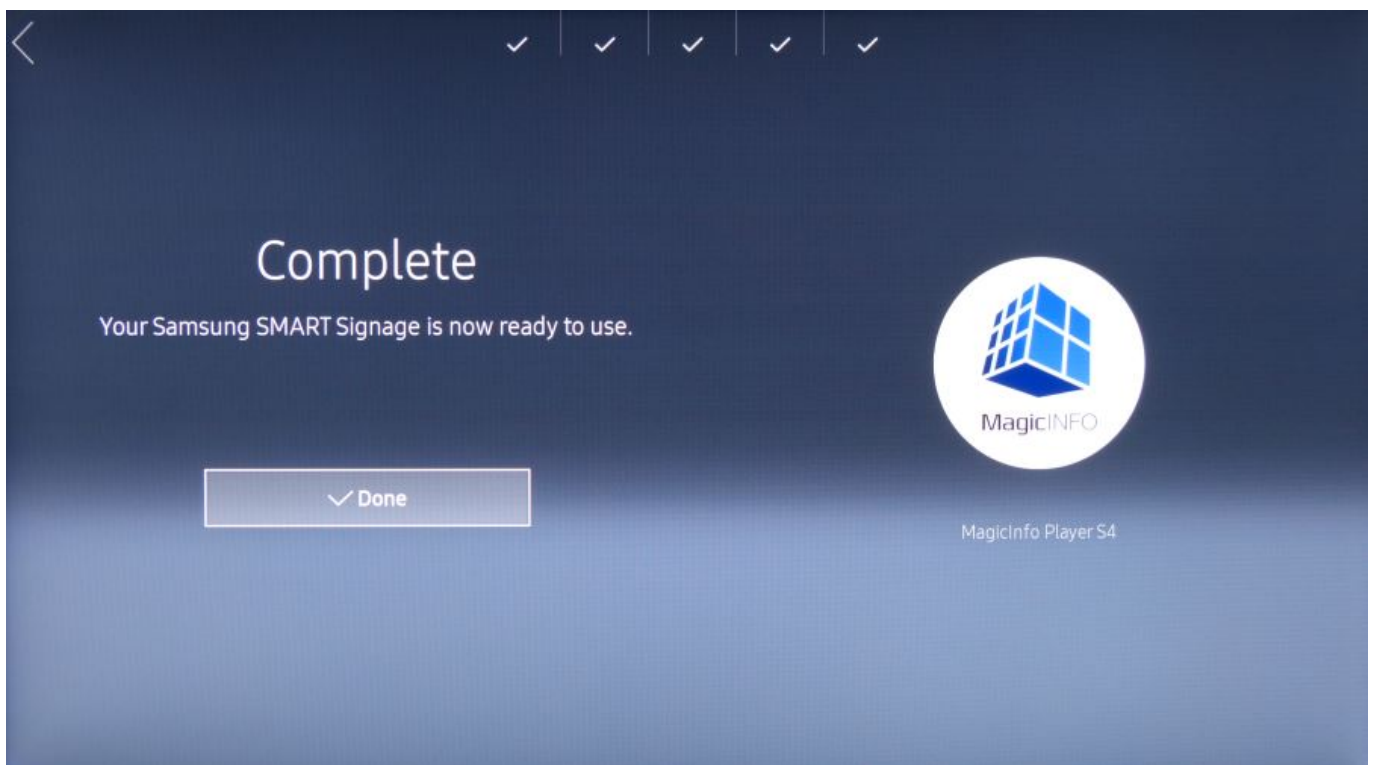 Complete
Your Samsung SMART Signage is now ready to use.
Done
MagicINFO
MagicInfo Player S4